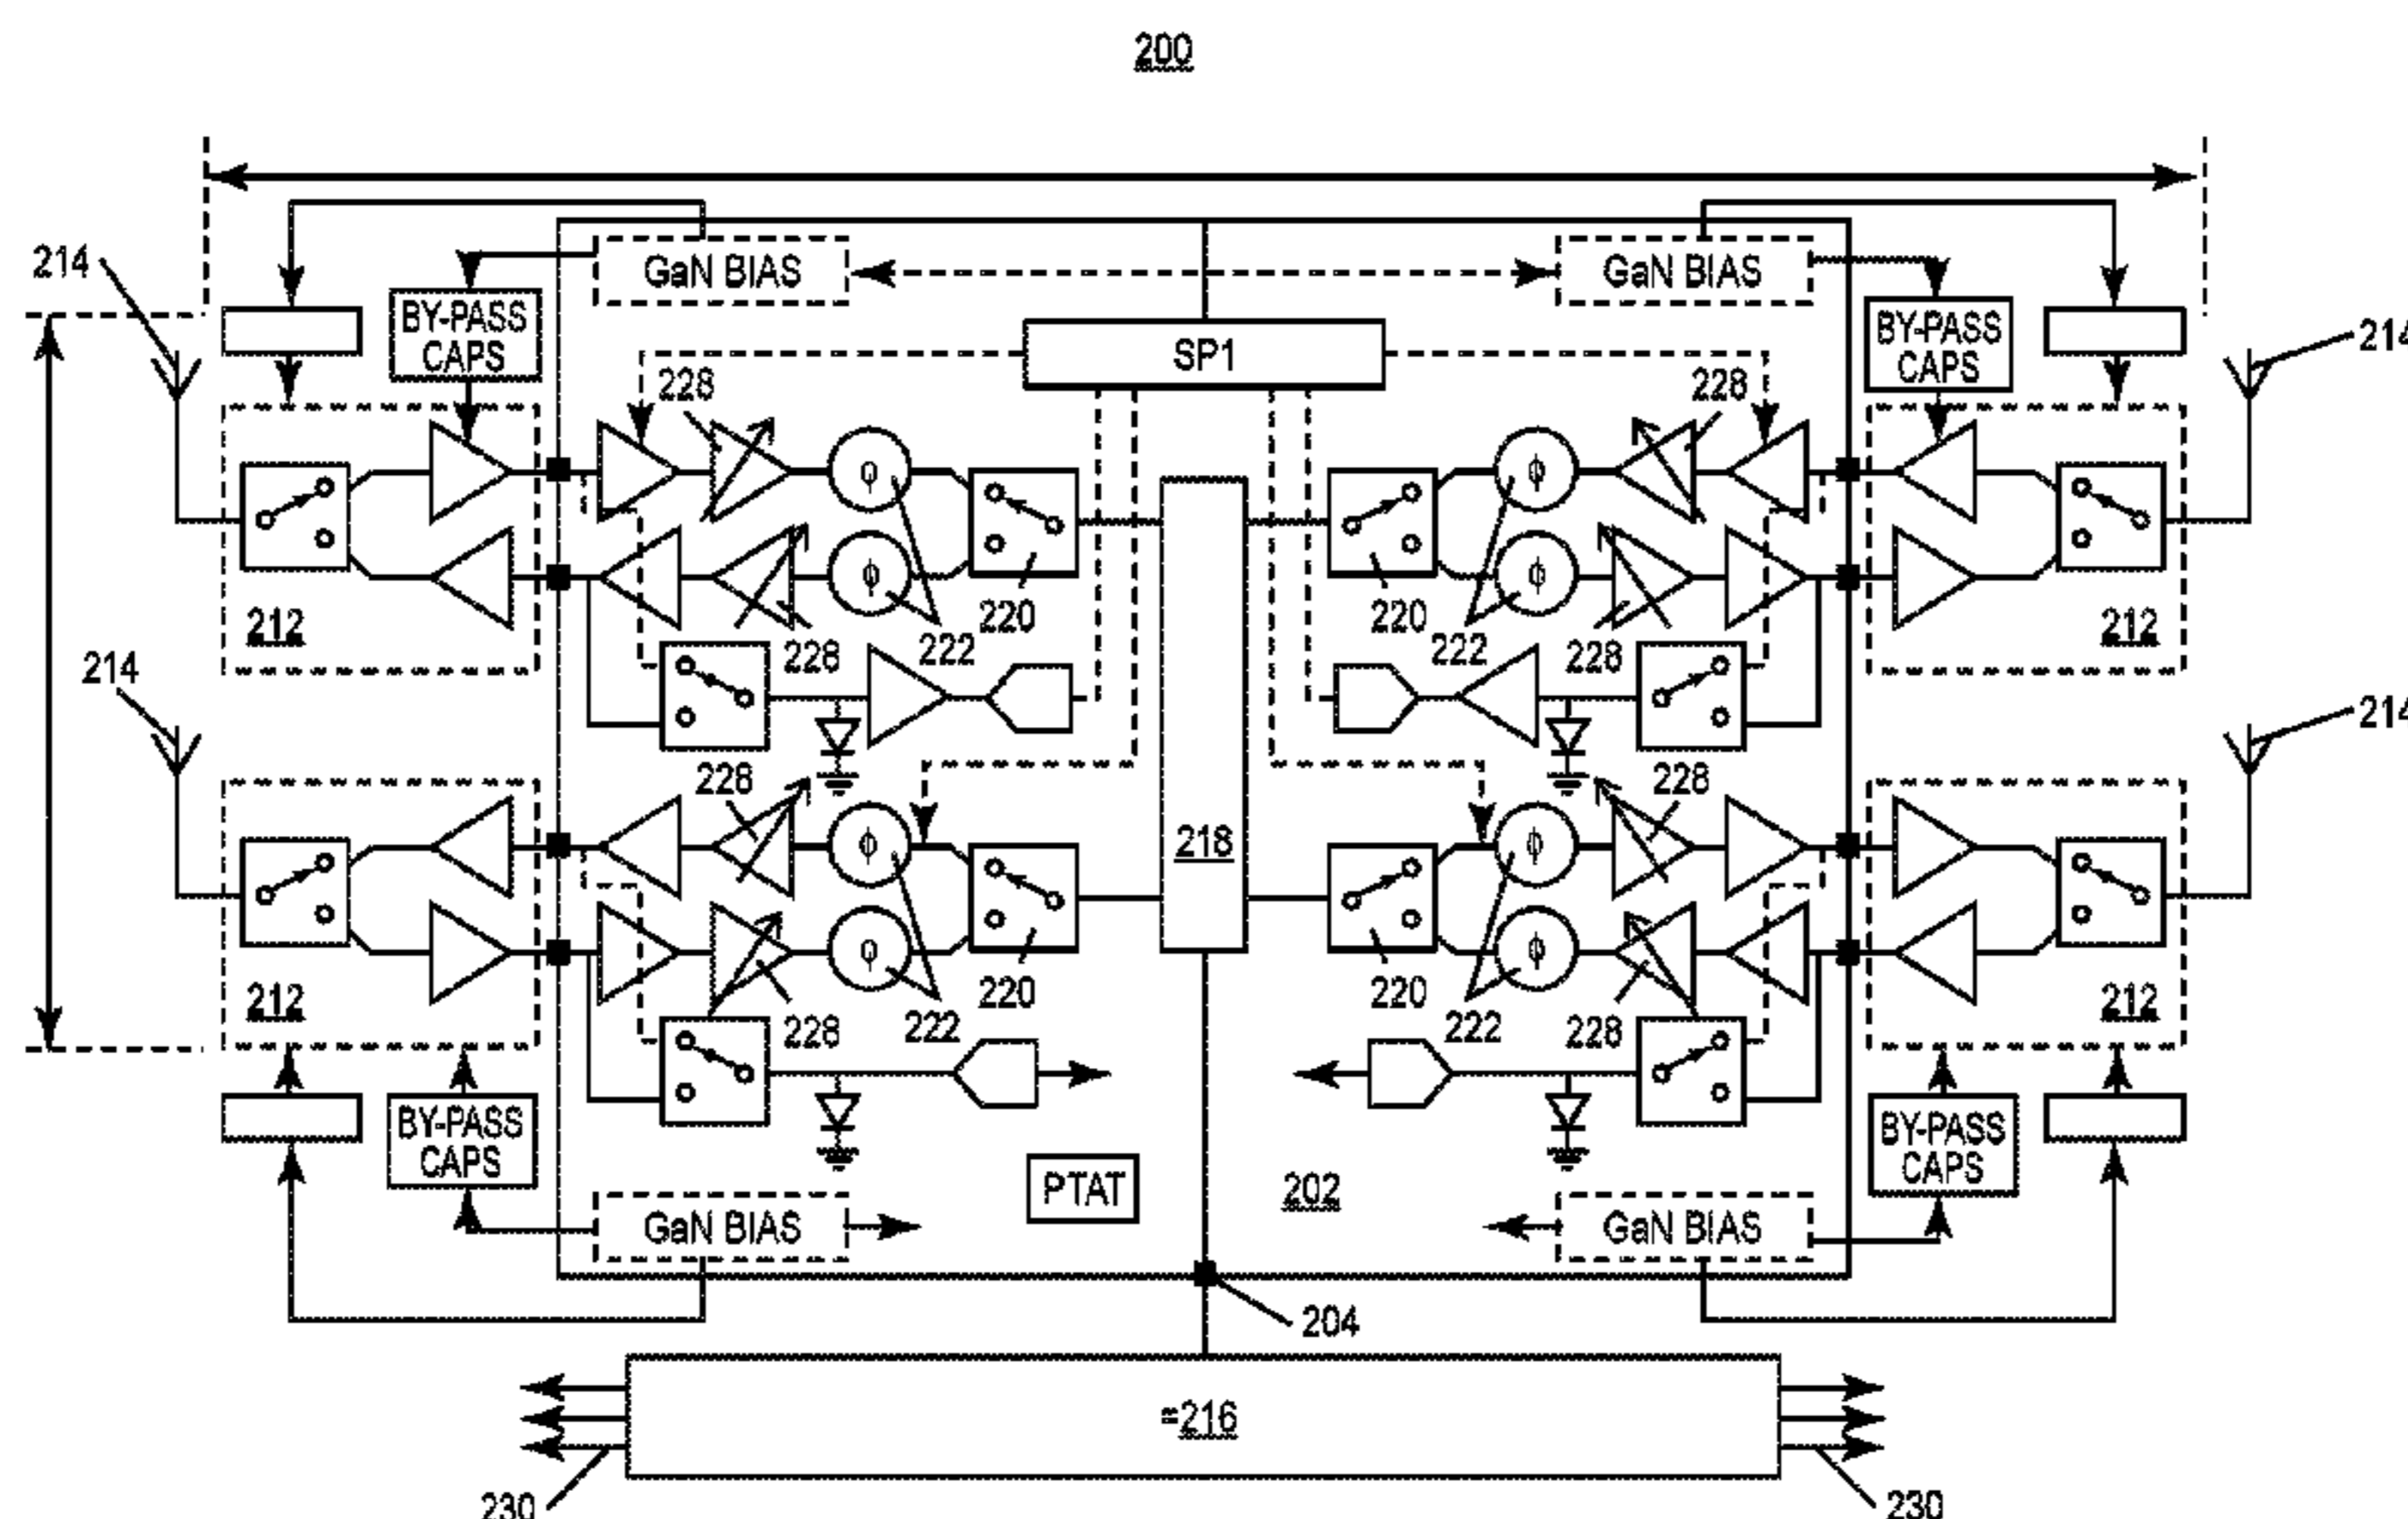 200
214
GaN BIAS
GaN BIAS
BY-PASS
CAPS
BY-PASS
CAPS
214
SP1
228
228
ϕ
ϕ
ϕ
ϕ
212
228
222
220
220
222
228
212
214
214
228
228
218
ϕ
ϕ
ϕ
ϕ
212
228
222
220
220
222
228
212
BY-PASS
CAPS
BY-PASS
CAPS
PTAT
202
GaN BIAS
GaN BIAS
204
=216
230
230